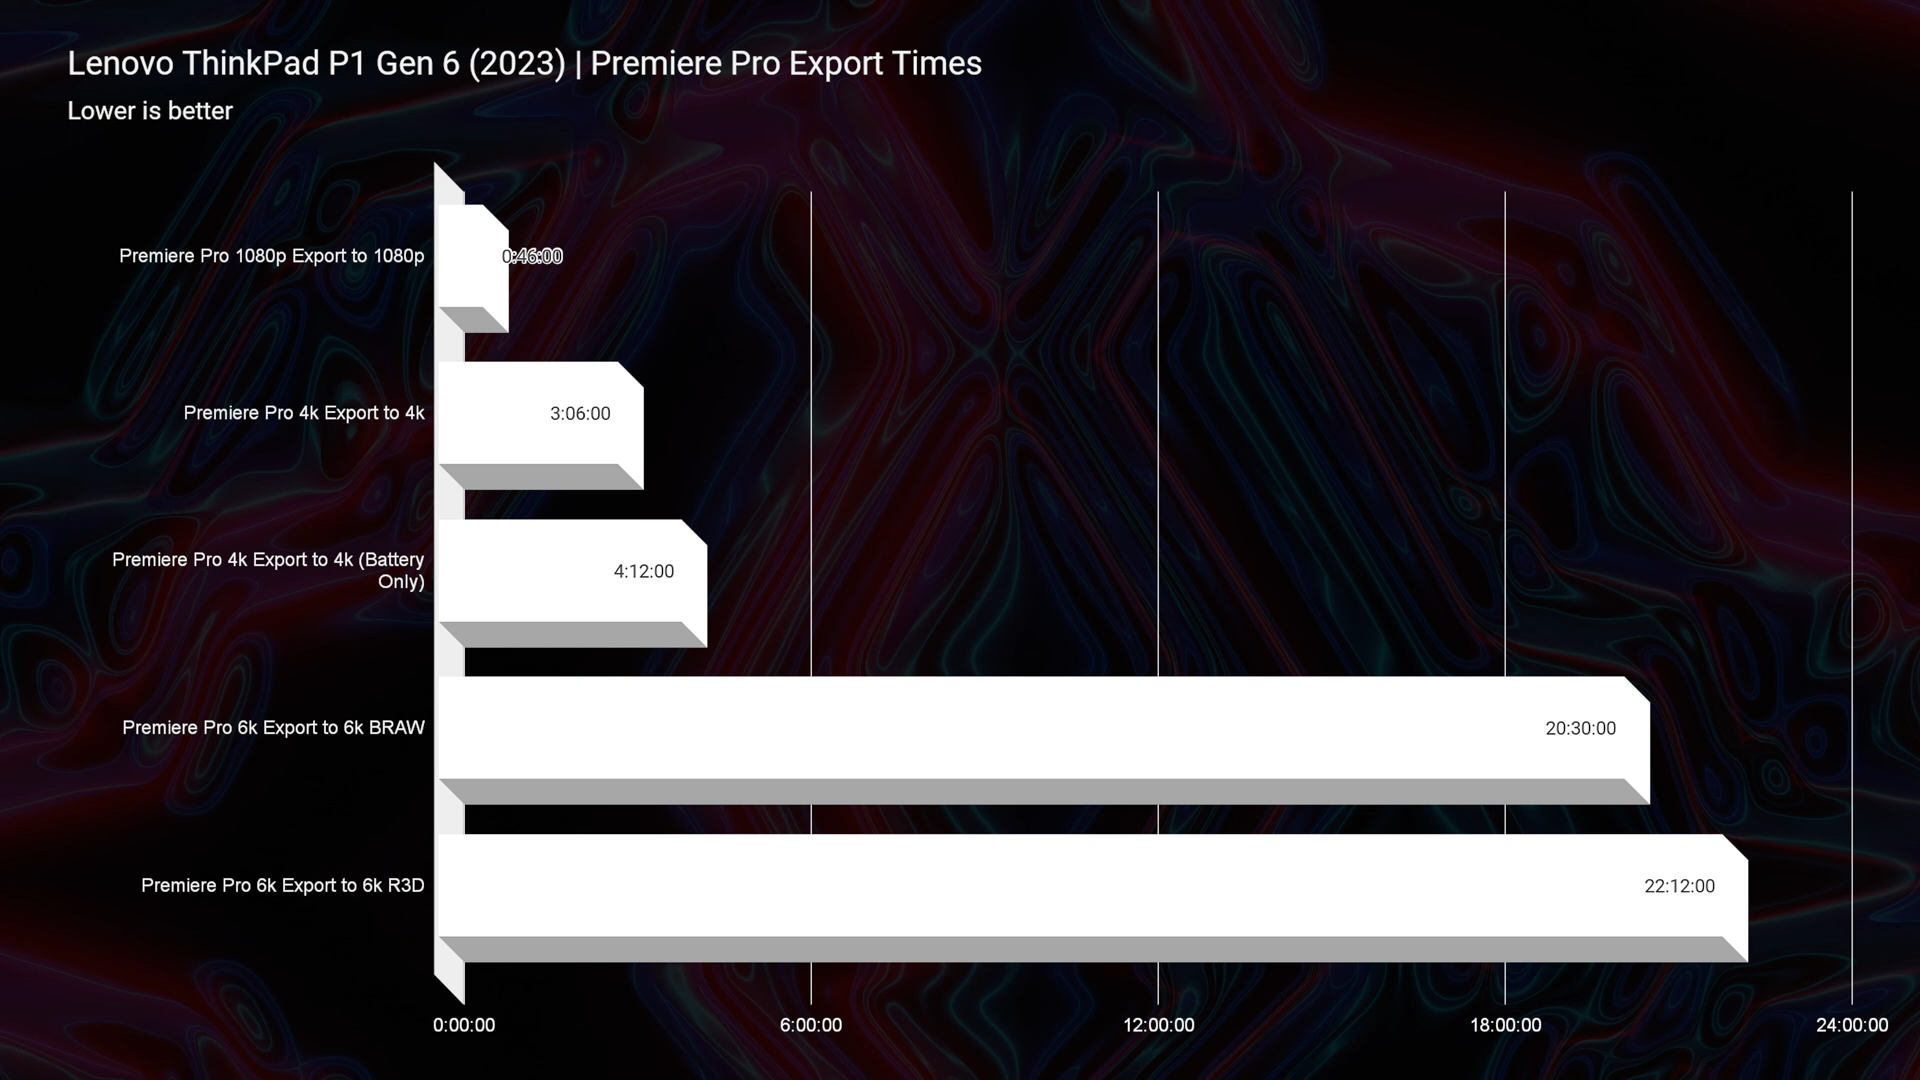 Lenovo ThinkPad P1 Gen 6 (2023) | Premiere Pro Export Times
Lower is better
Premiere Pro 1080p Export to 1080p
0:46:00
Premiere Pro 4k Export to 4k
3:06:00
Premiere Pro 4k Export to 4k (Battery
Only)
4:12:00
Premiere Pro 6k Export to 6k BRAW
20:30:00
Premiere Pro 6k Export to 6k R3D
22:12:00
0:00:00
6:00:00
12:00:00
18:00:00
24:00:00